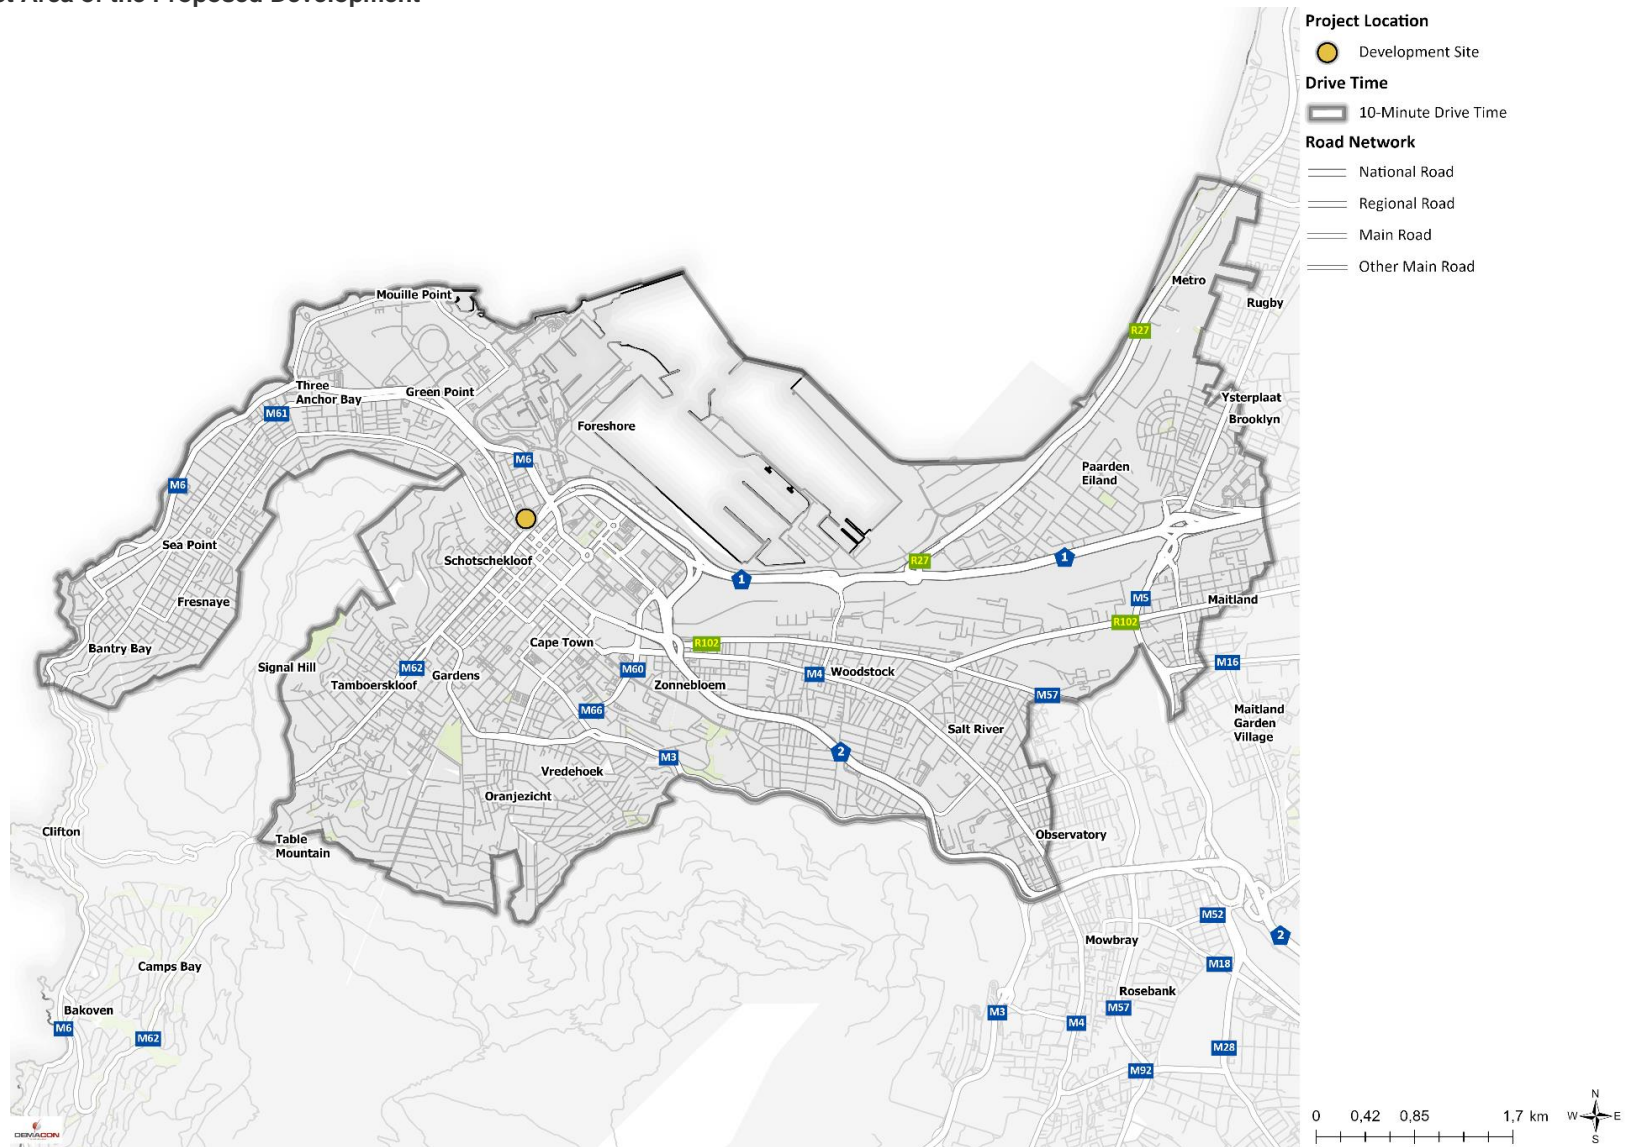 st Area of the Proposed Development
Project Location
Development Site
Drive Time
10-Minute Drive Time
Road Network
National Road
Regional Road
Main Road
Other Main Road
Metro
Rugby
Mouille Point
R27
Three
Anchor Bay
Green Point
M61
Foreshore
Ysterplaat
Brooklyn
M6
M6
Paarden
Eiland
Sea Point
Schotschekloof
R27
1
1
Fresnaye
M5
Maitland
R102
Bantry Bay
Cape Town
R102
Signal Hill
M62
Gardens
Tamboerskloof
M60
Zonnebloem
M4
Woodstock
M16
M57
M66
Maitland
Garden
Village
Salt River
M3
2
Vredehoek
Oranjezicht
Clifton
Table
Mountain
Observatory
M52
2
Mowbray
Camps Bay
M18
Rosebank
Bakoven
M6
M62
M3
M4
M57
M28
M92
DEMACON
0 0,42 0,85 1,7 km
N
W E
S